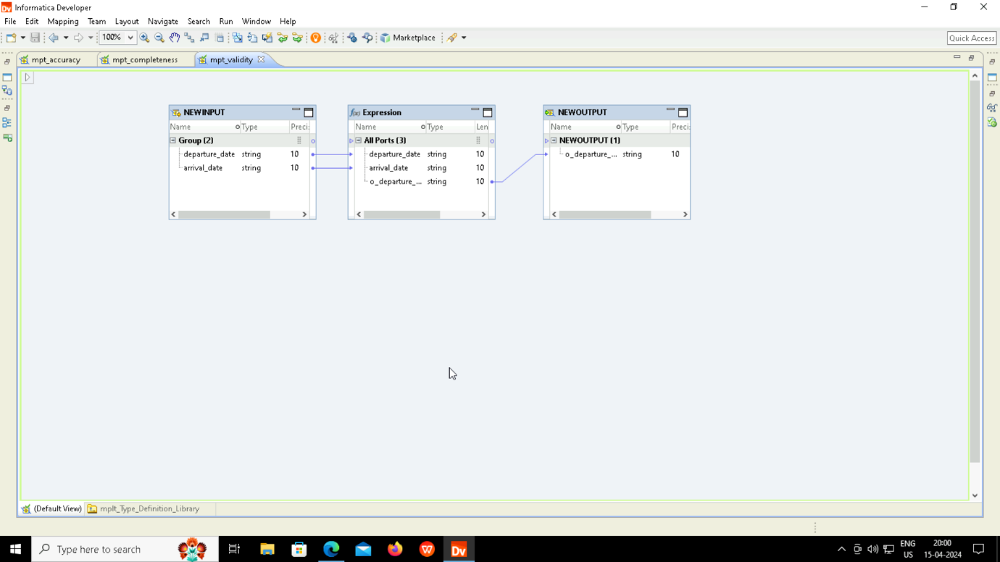 Dv Informatica Developer
File Edit Mapping Team Layout Navigate Search Run Window Help
100% Marketplace Quick Access
mpt_accuracy mpt_completeness mpt_validity
NEWINPUT
Name Type Preci:
Group (2)
departure_date string 10
arrival_date string 10
f(x) Expression
Name Type Len
All Ports (3)
departure_date string 10
arrival_date string 10
o_departure_... string 10
NEWOUTPUT
Name Type Preci:
NEWOUTPUT (1)
o_departure_... string 10
(Default View) mplt_Type_Definition_Library
Type here to search
W Dv
ENG
US
20:00
15-04-2024